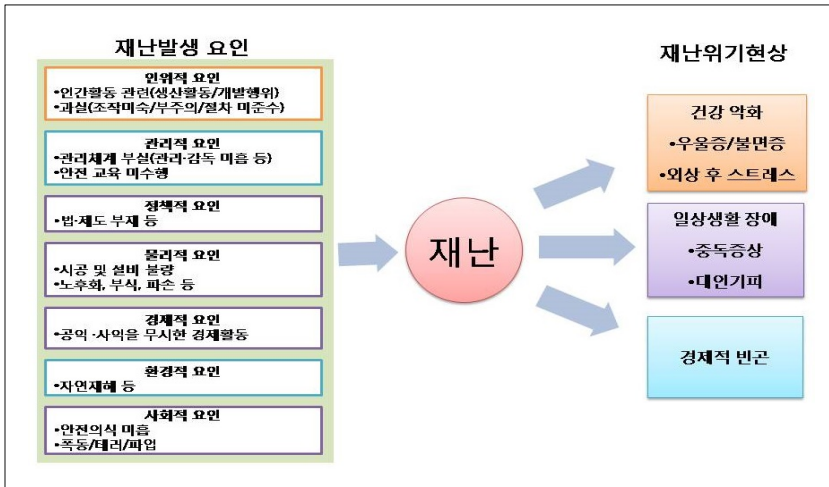 재난발생 요인
인위적 요인
•인간활동 관련(생산활동/개발행위)
•과실(조작미숙/부주의/절차 미준수)
관리적 요인
•관리체계 부실(관리·감독 미흡 등)
•안전 교육 미수행
정책적 요인
•법·제도 부재 등
물리적 요인
•시공 및 설비 불량
•노후화, 부식, 파손 등
경제적 요인
•공익·사익을 무시한 경제활동
환경적 요인
•자연재해 등
사회적 요인
•안전의식 미흡
•폭동/테러/파업
재난
재난위기현상
건강 악화
•우울증/불면증
•외상 후 스트레스
일상생활 장애
•중독증상
•대인기피
경제적 빈곤